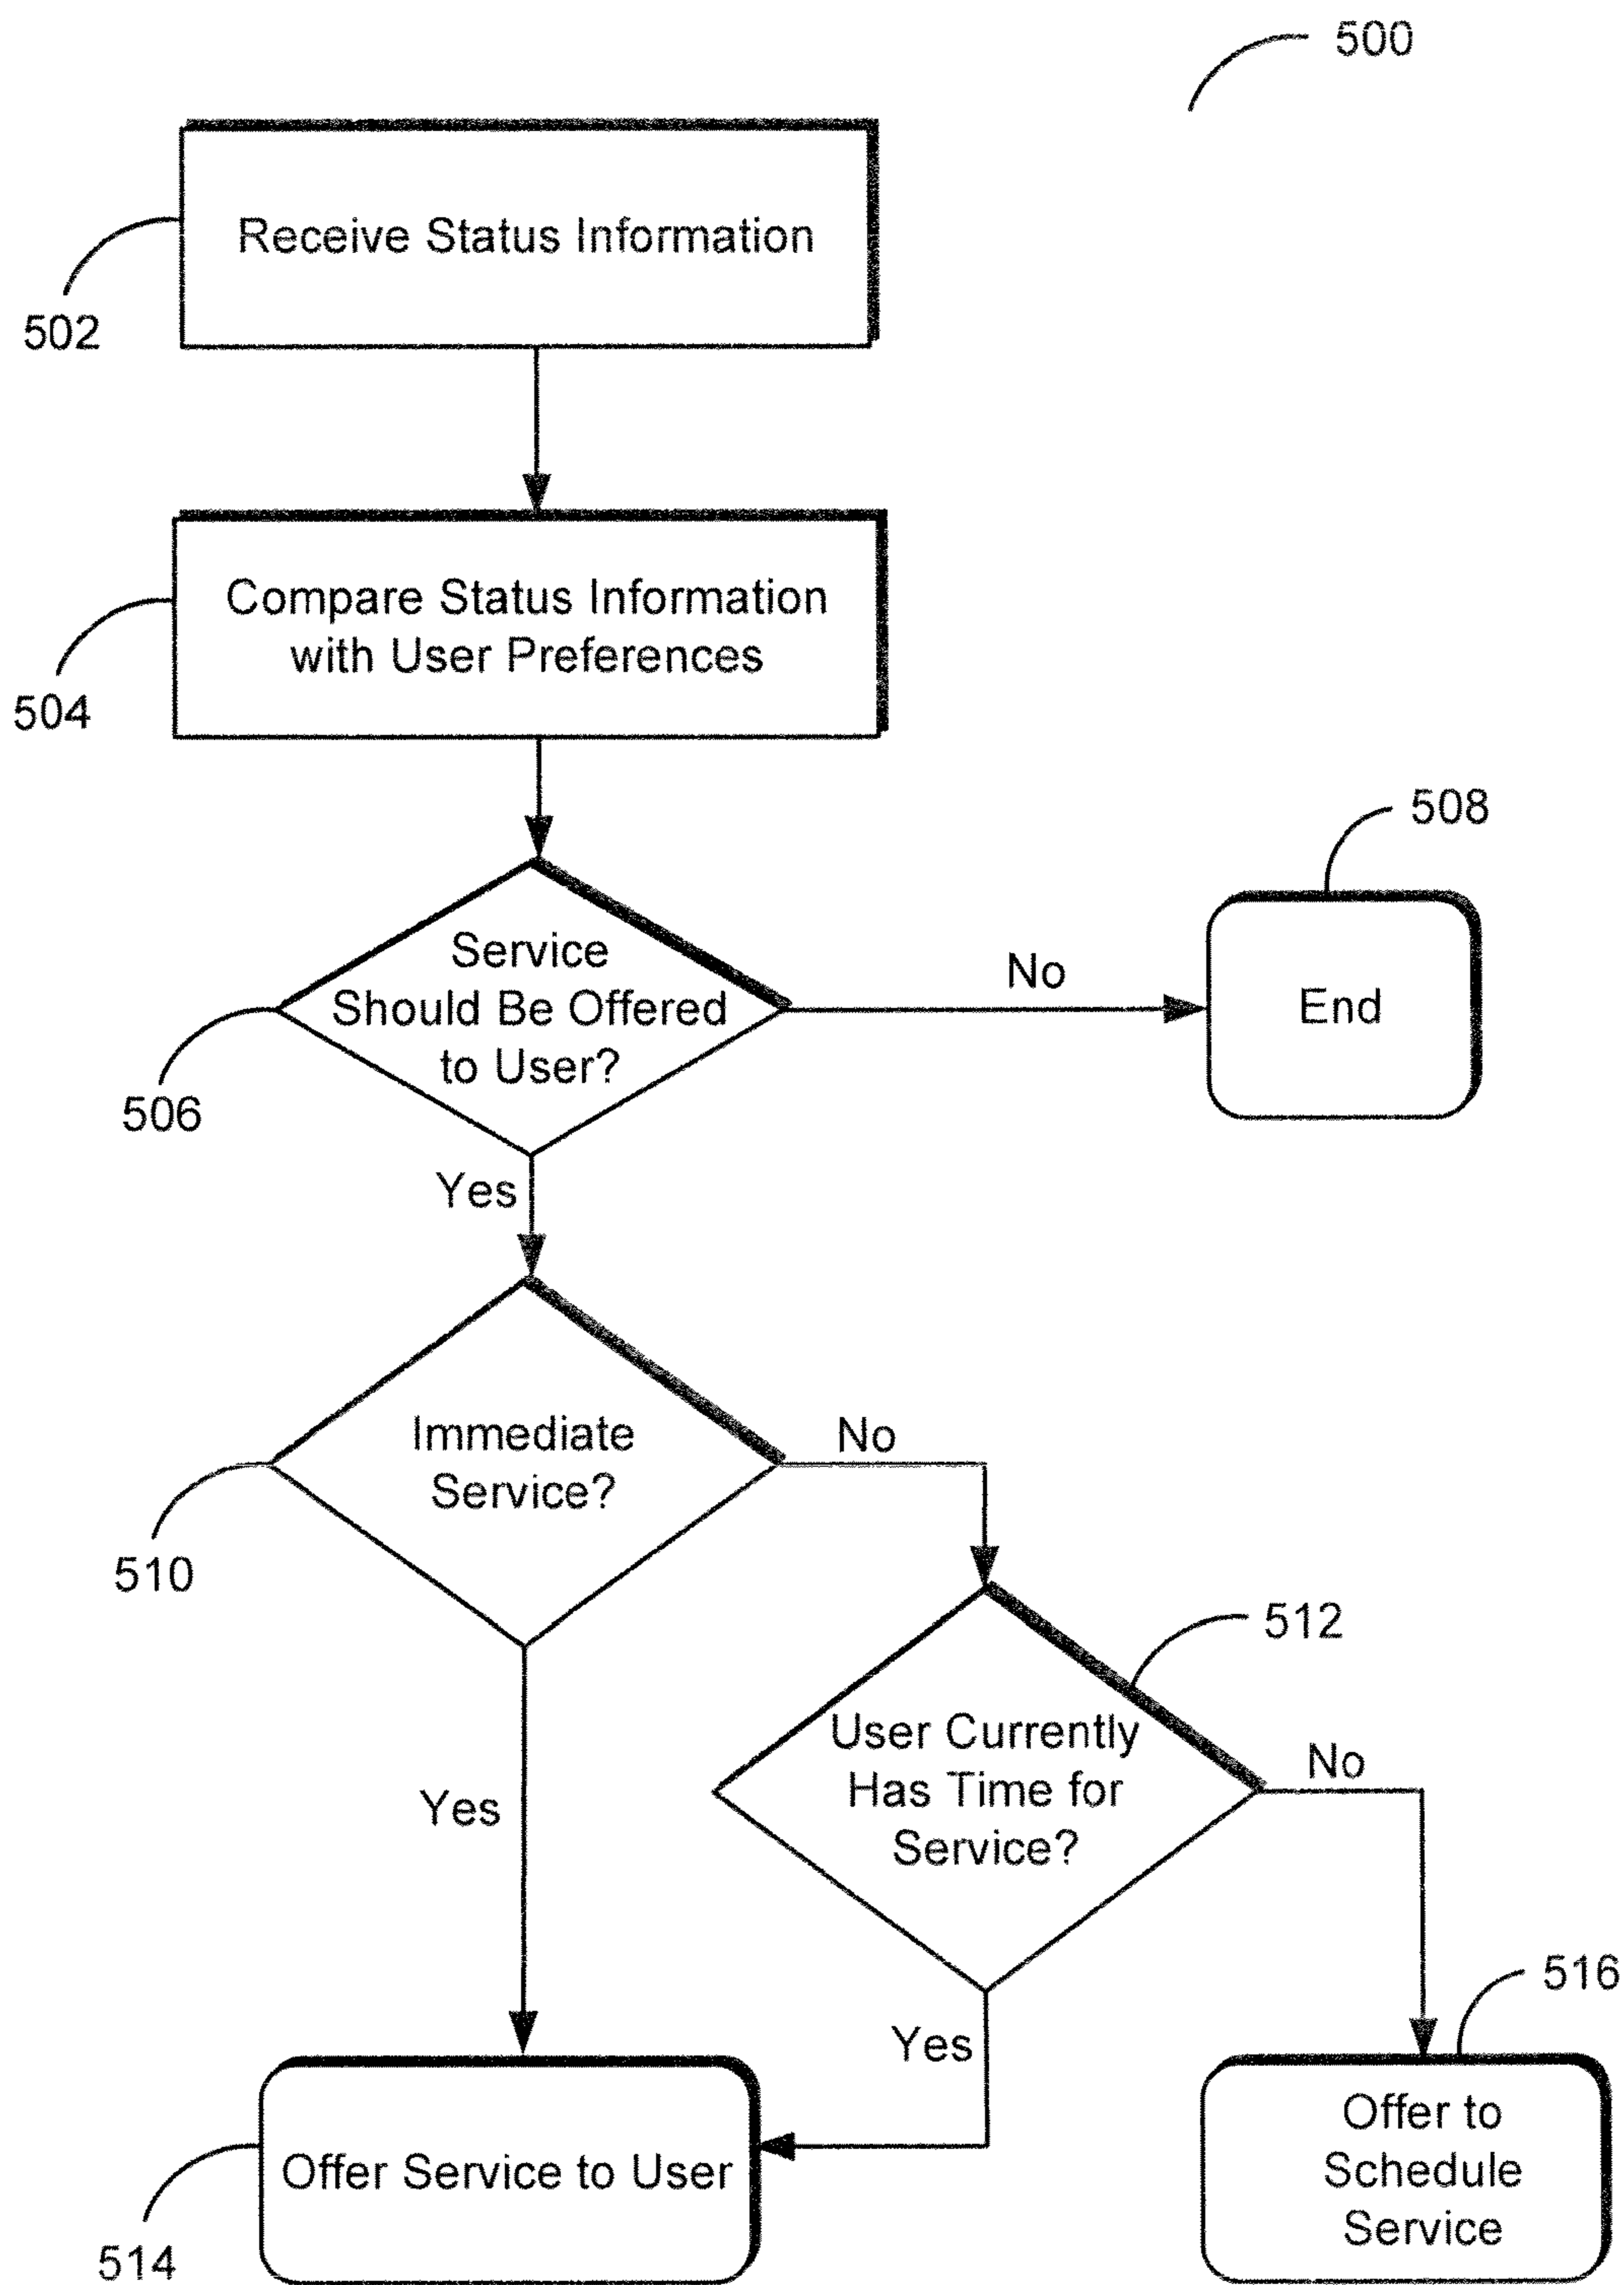 500
Receive Status Information
502
Compare Status Information
with User Preferences
504
508
Service
Should Be Offered
to User?
No
End
506
Yes
Immediate
Service?
No
510
512
User Currently
Has Time for
Service?
No
Yes
516
Yes
Offer Service to User
Offer to
Schedule
Service
514